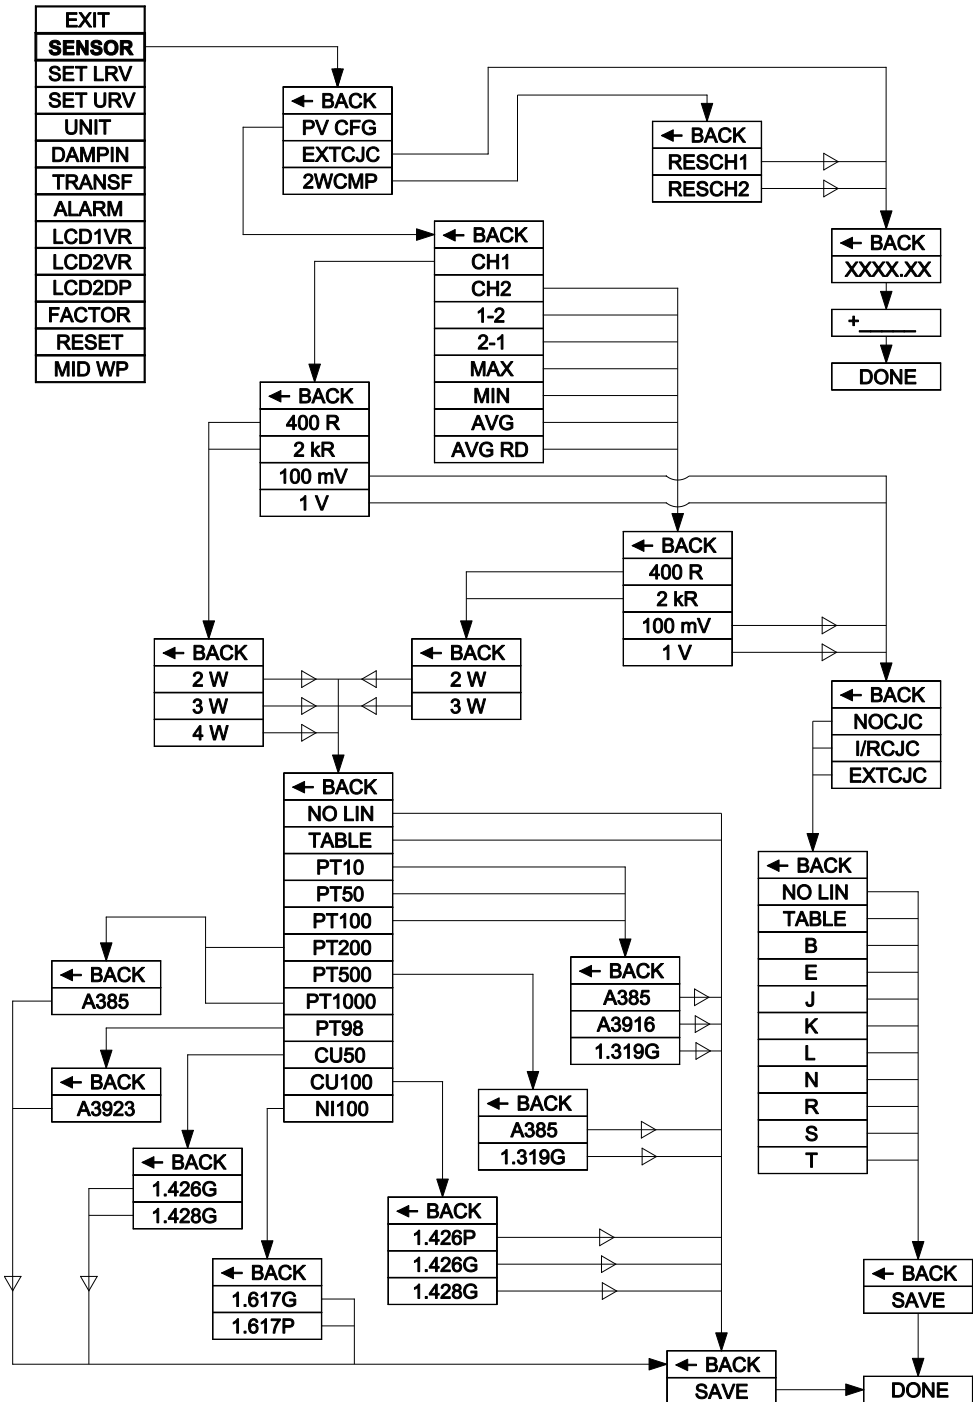 EXIT
SENSOR
SET LRV
SET URV
UNIT
DAMPIN
TRANSF
ALARM
LCD1VR
LCD2VR
LCD2DP
FACTOR
RESET
MID WP
← BACK
PV CFG
EXTCJC
2WCMP
← BACK
RESCH1
RESCH2
← BACK
XXXX.XX
+______
DONE
← BACK
CH1
CH2
1-2
2-1
MAX
MIN
AVG
AVG RD
← BACK
400 R
2 kR
100 mV
1 V
← BACK
400 R
2 kR
100 mV
1 V
← BACK
2 W
3 W
4 W
← BACK
2 W
3 W
← BACK
NOCJC
I/RCJC
EXTCJC
← BACK
NO LIN
TABLE
PT10
PT50
PT100
PT200
PT500
PT1000
PT98
CU50
CU100
NI100
← BACK
NO LIN
TABLE
B
E
J
K
L
N
R
S
T
← BACK
A385
← BACK
A385
A3916
1.319G
← BACK
A3923
← BACK
A385
1.319G
← BACK
1.426G
1.428G
← BACK
1.426P
1.426G
1.428G
← BACK
1.617G
1.617P
← BACK
SAVE
← BACK
SAVE
DONE